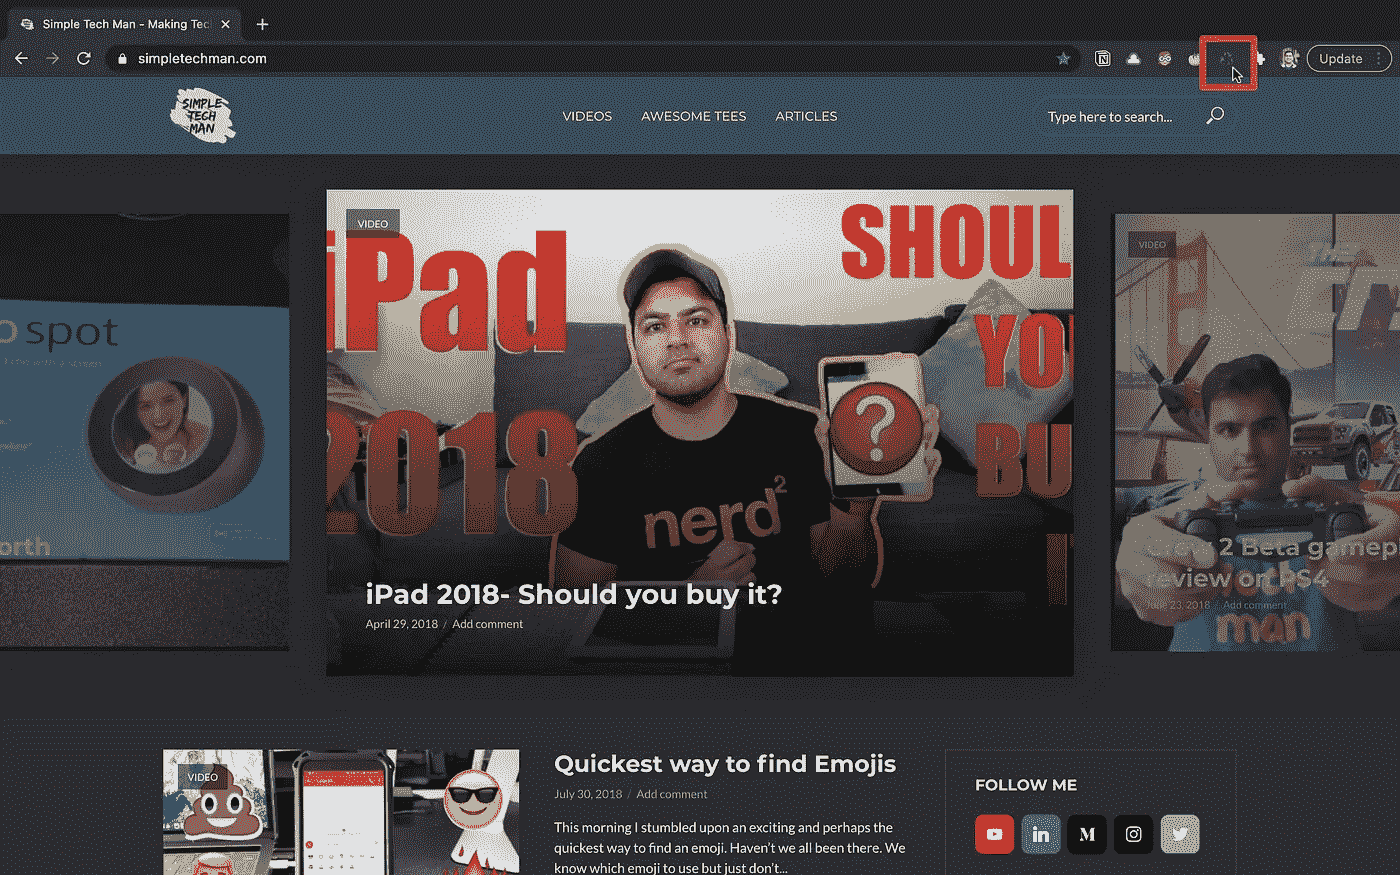 Simple Tech Man - Making Tec
simpletechman.com
Update
SIMPLE
TECH
MAN
VIDEOS
AWESOME TEES
ARTICLES
Type here to search...
spot
orth
VIDEO
iPad
2018
SHOUL
YO
BU
nerd²
iPad 2018- Should you buy it?
April 29, 2018 / Add comment
VIDEO
2 Beta gamep
review on PS4
June 23, 2018 / Add comment
man
VIDEO
Quickest way to find Emojis
July 30, 2018 / Add comment
This morning I stumbled upon an exciting and perhaps the
quickest way to find an emoji. Haven't we all been there. We
know which emoji to use but just don't...
FOLLOW ME